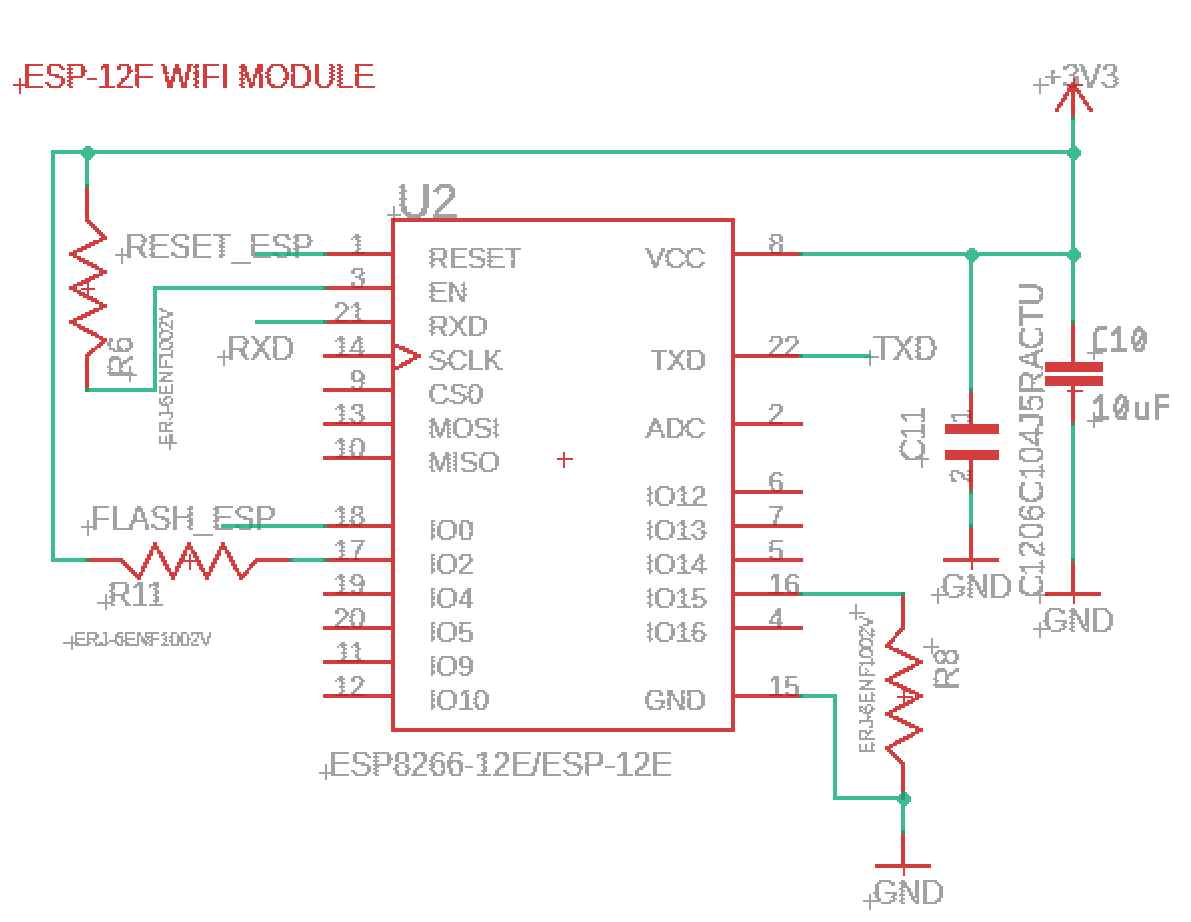 ESP-12F WIFI MODULE
+3V3
U2
RESET_ESP
1
RESET
VCC
8
3
EN
21
RXD
RXD
14
SCLK
TXD
22
TXD
R6
ERJ-6ENF1002V
9
CS0
13
MOSI
ADC
2
10
MISO
IO12
6
FLASH_ESP
18
IO0
IO13
7
17
IO2
IO14
5
R11
ERJ-6ENF1002V
19
IO4
IO15
16
20
IO5
IO16
4
11
IO9
12
IO10
GND
15
ESP8266-12E/ESP-12E
C10
10uF
C11
1
2
C1206C104J5RACTU
GND
GND
R8
ERJ-6ENF1002V
GND